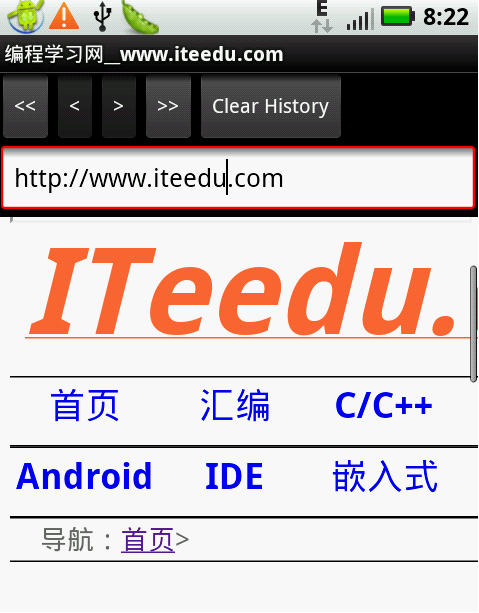 E 8:22
编程学习网__www.iteedu.com
<< < > >> Clear History
http://www.iteedu.com
ITeedu.
首页 汇编 C/C++
Android IDE 嵌入式
导航：首页>